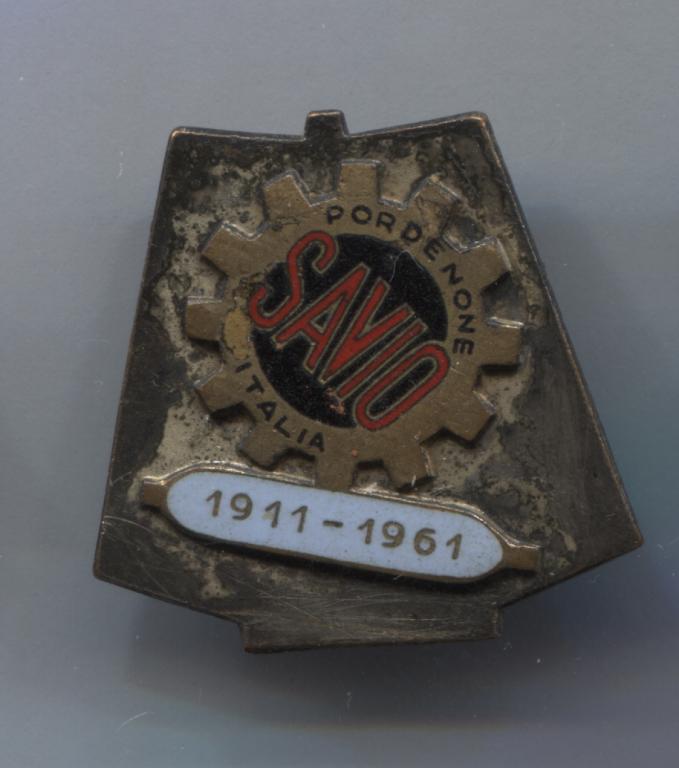 PORDENONE
SAVIO
ITALIA
1911-1961